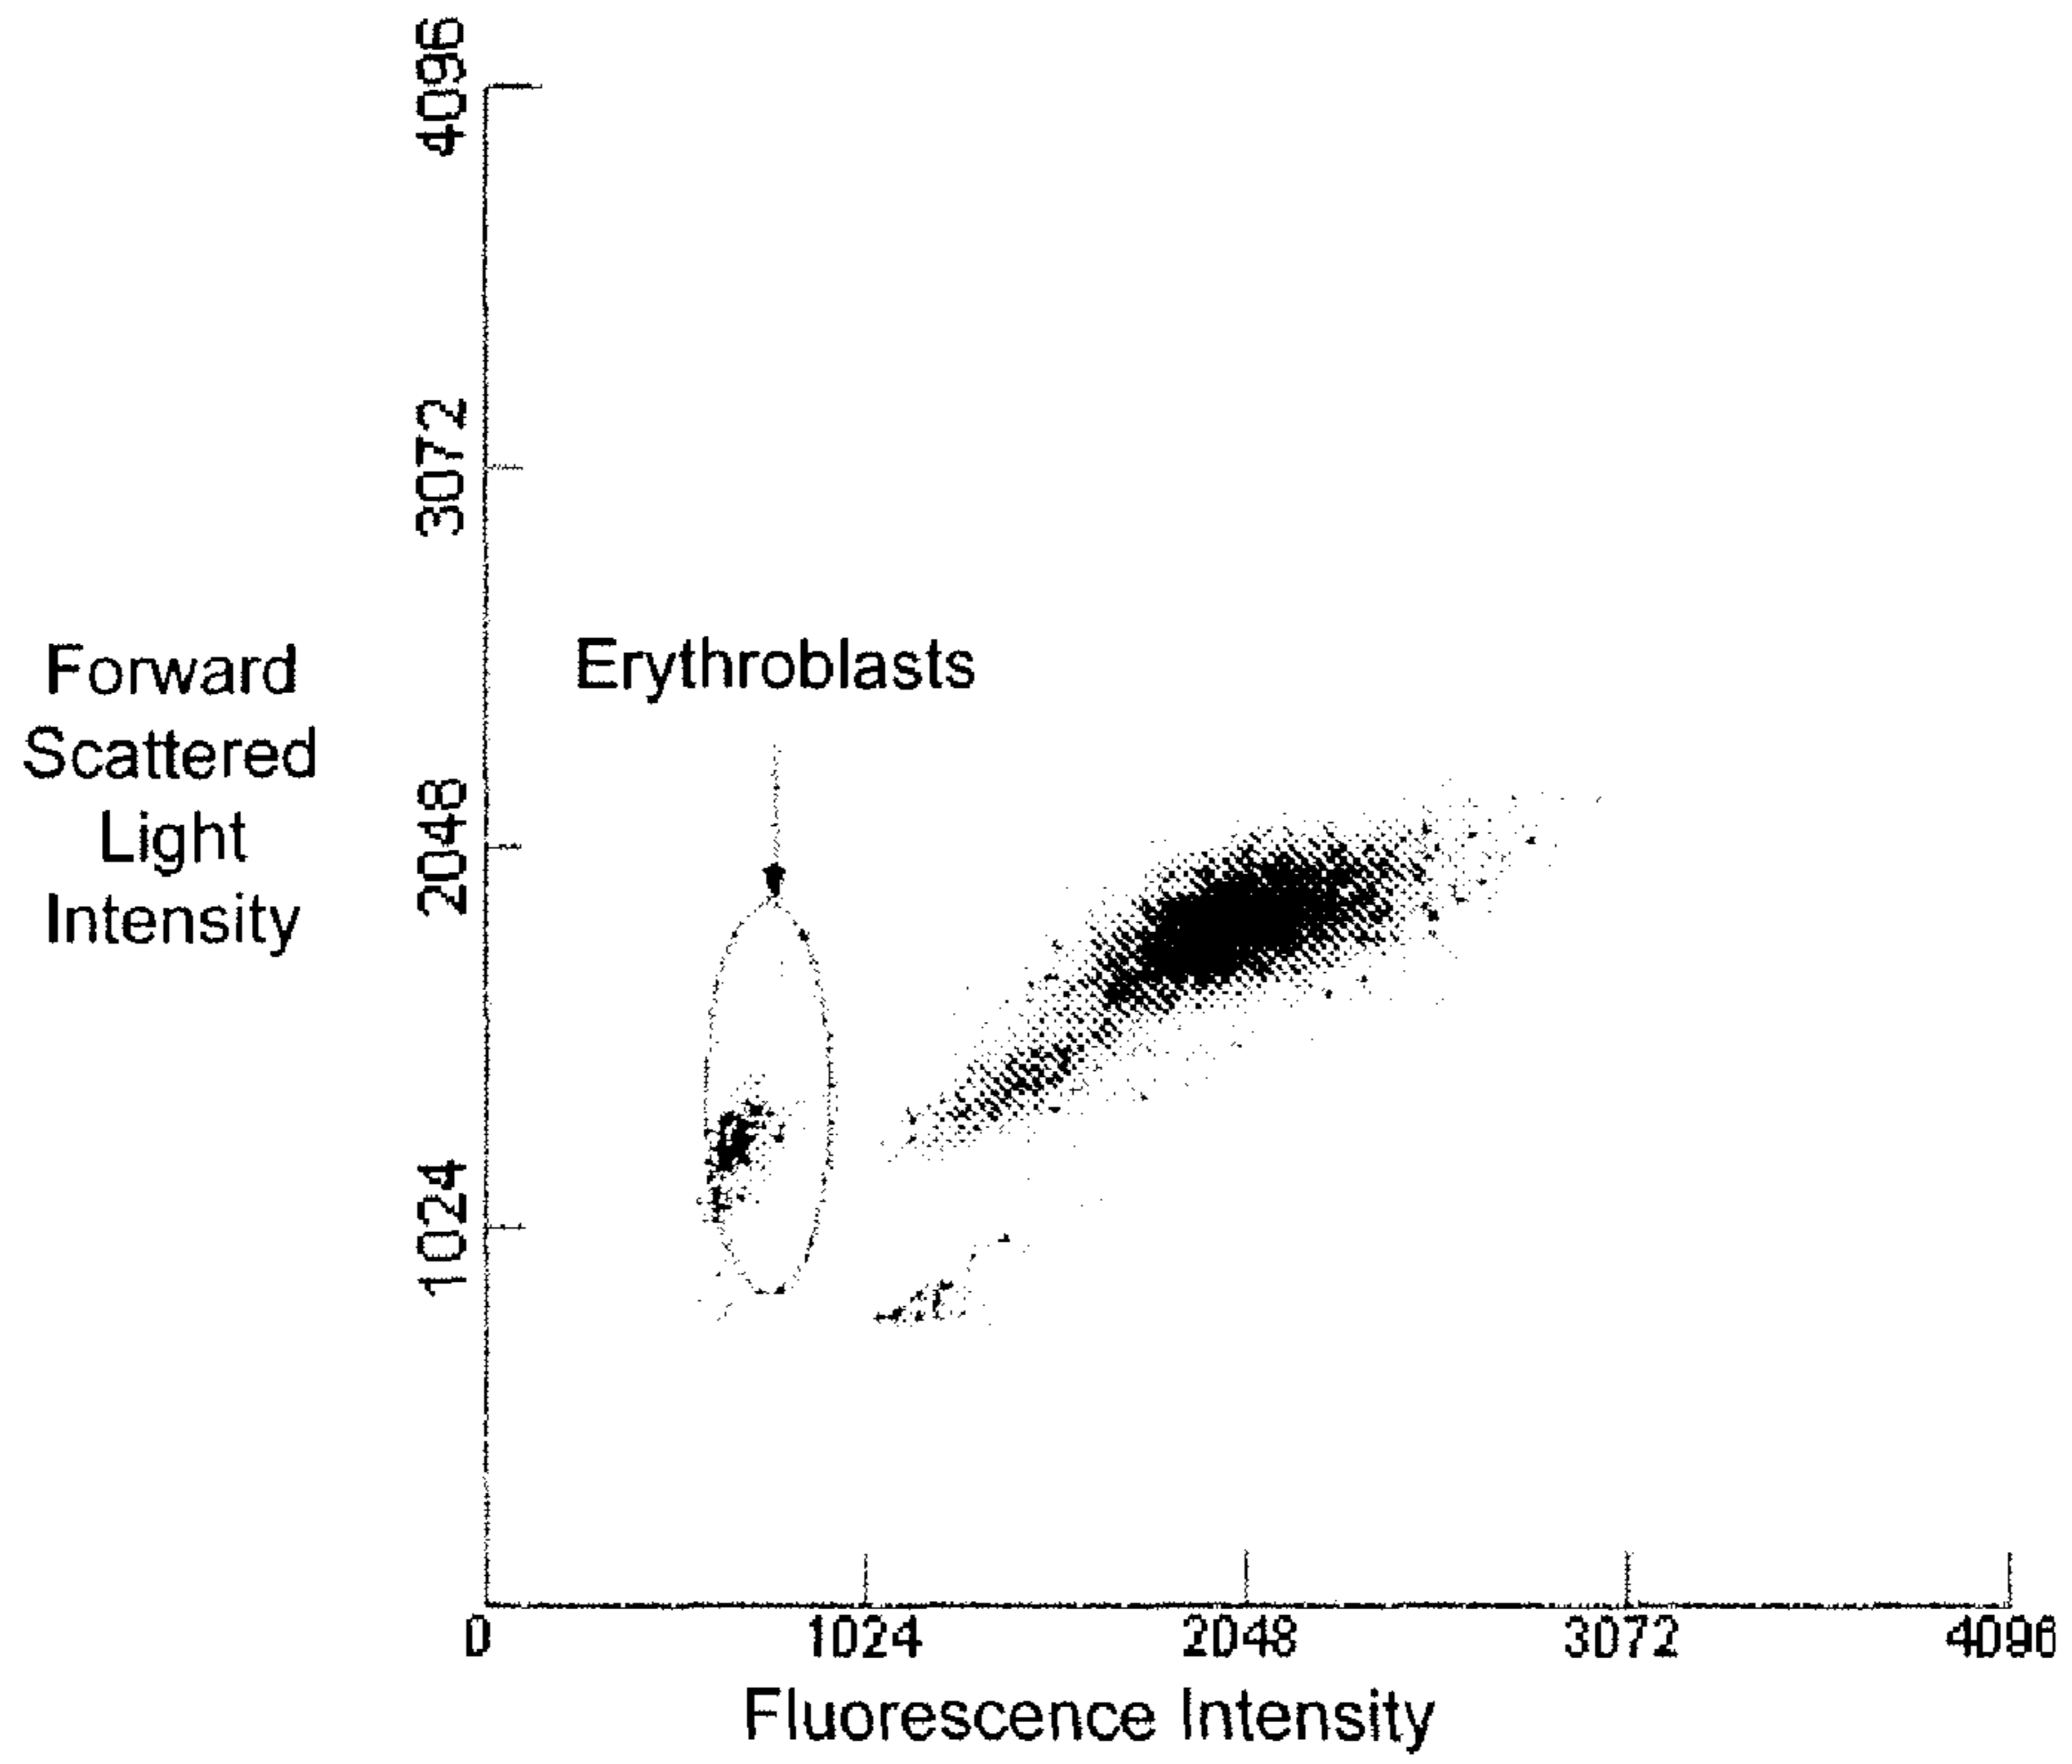 4096
3072
2048
1024
Forward
Scattered
Light
Intensity
Erythroblasts
0
1024
2048
3072
4096
Fluorescence Intensity